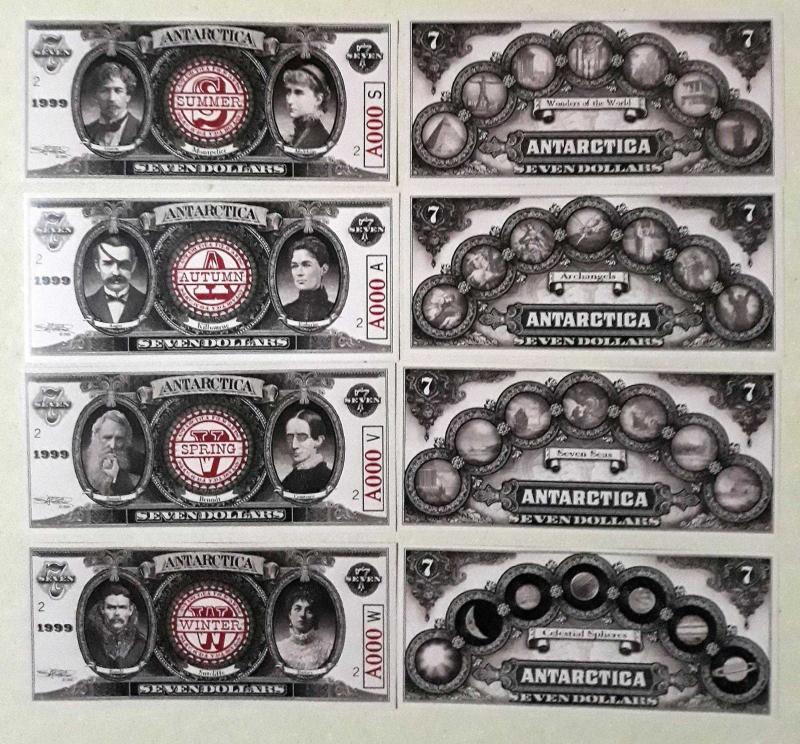 7 SEVEN
ANTARCTICA
7 SEVEN
2
1999
S
SUMMER
A000 S
Montpelier
2
SEVEN DOLLARS
7
7
Wonders of the World
ANTARCTICA
SEVEN DOLLARS
7 SEVEN
ANTARCTICA
7 SEVEN
2
1999
A
AUTUMN
A000 A
Kilbourne
2
SEVEN DOLLARS
7
7
Archangels
ANTARCTICA
SEVEN DOLLARS
7 SEVEN
ANTARCTICA
7 SEVEN
2
1999
V
SPRING
A000 V
Benoit
2
SEVEN DOLLARS
7
7
Seven Seas
ANTARCTICA
SEVEN DOLLARS
7 SEVEN
ANTARCTICA
7 SEVEN
2
1999
W
WINTER
A000 W
2
SEVEN DOLLARS
7
7
Celestial Spheres
ANTARCTICA
SEVEN DOLLARS